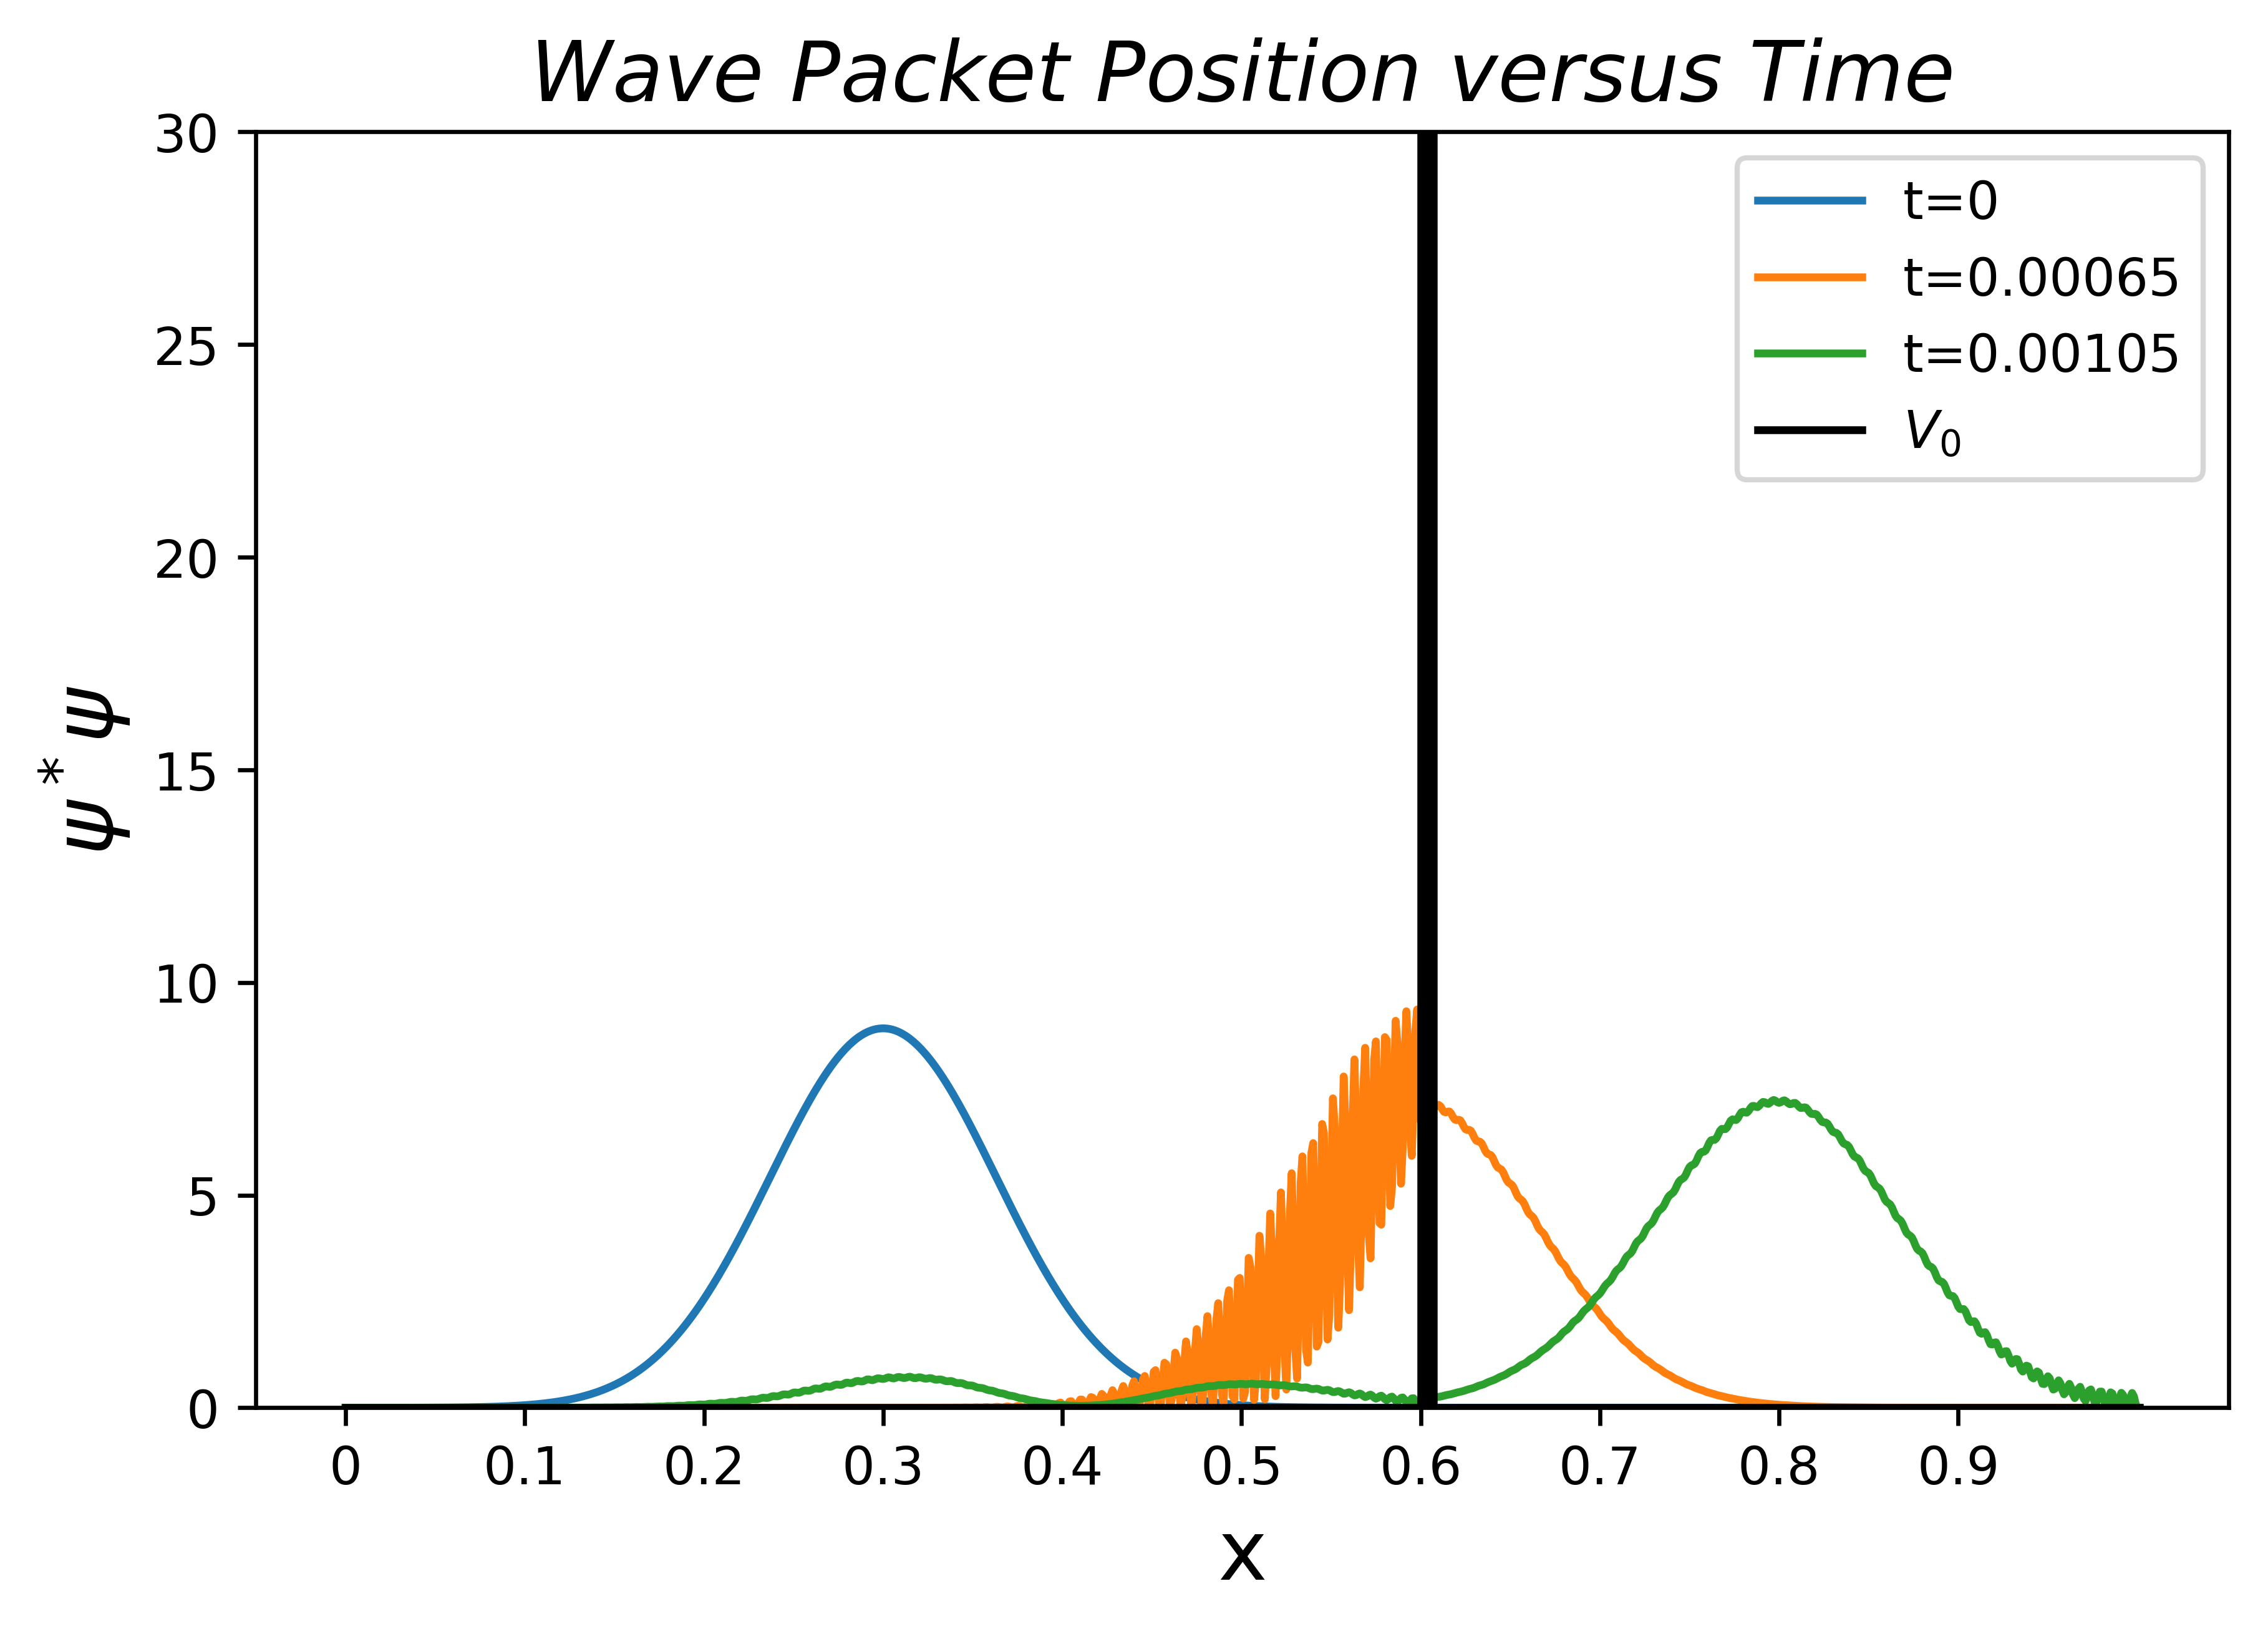 Wave Packet Position versus Time
30
25
20
15
10
5
0
ψ*ψ
t=0
t=0.00065
t=0.00105
V₀
0 0.1 0.2 0.3 0.4 0.5 0.6 0.7 0.8 0.9
x